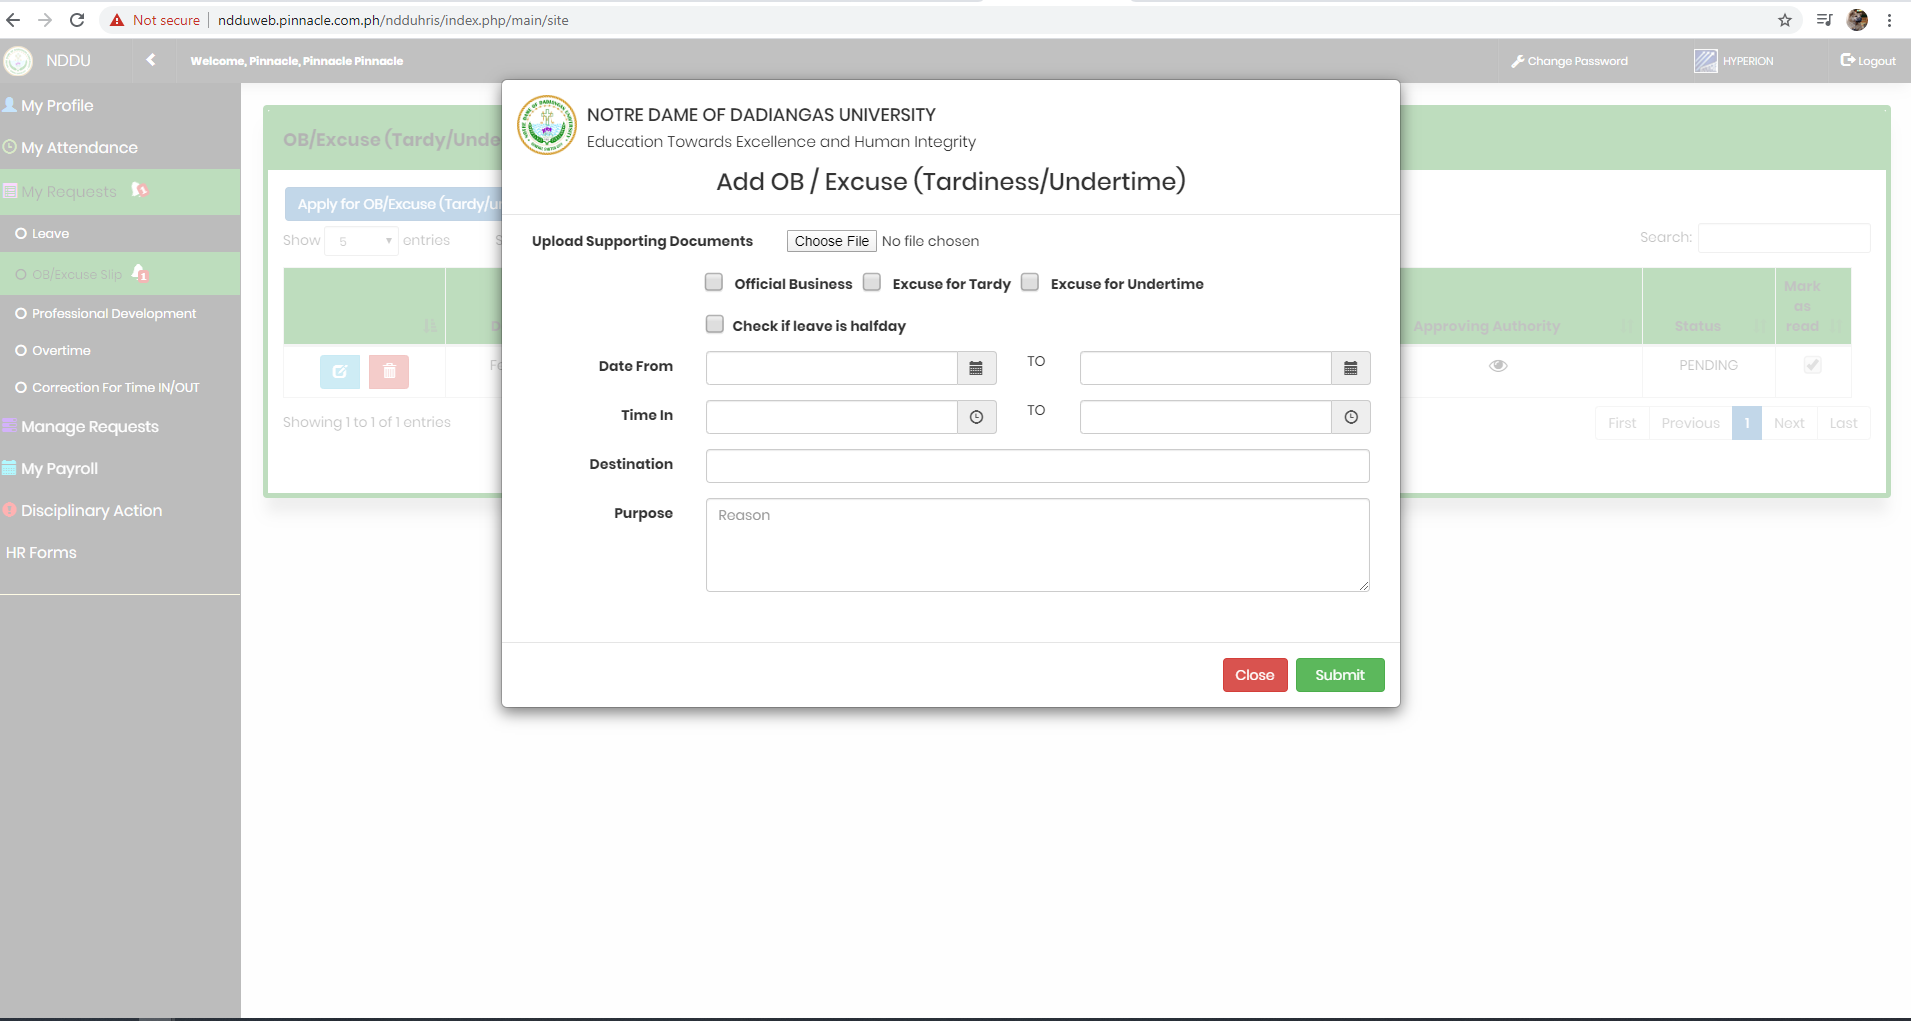 Not secure | ndduweb.pinnacle.com.ph/ndduhris/index.php/main/site
NDDU
Welcome, Pinnacle, Pinnacle Pinnacle
Change Password
HYPERION
Logout
My Profile
My Attendance
My Requests 1
Leave
OB/Excuse Slip 1
Professional Development
Overtime
Correction For Time IN/OUT
Manage Requests
My Payroll
Disciplinary Action
HR Forms
OB/Excuse (Tardy/Unde
Apply for OB/Excuse (Tardy/u
Show 5 entries
Search:
Approving Authority
Status
Mark
as
read
PENDING
Showing 1 to 1 of 1 entries
First Previous 1 Next Last
NOTRE DAME OF DADIANGAS UNIVERSITY
Education Towards Excellence and Human Integrity
Add OB / Excuse (Tardiness/Undertime)
Upload Supporting Documents Choose File No file chosen
Official Business Excuse for Tardy Excuse for Undertime
Check if leave is halfday
Date From TO
Time In TO
Destination
Purpose Reason
Close Submit